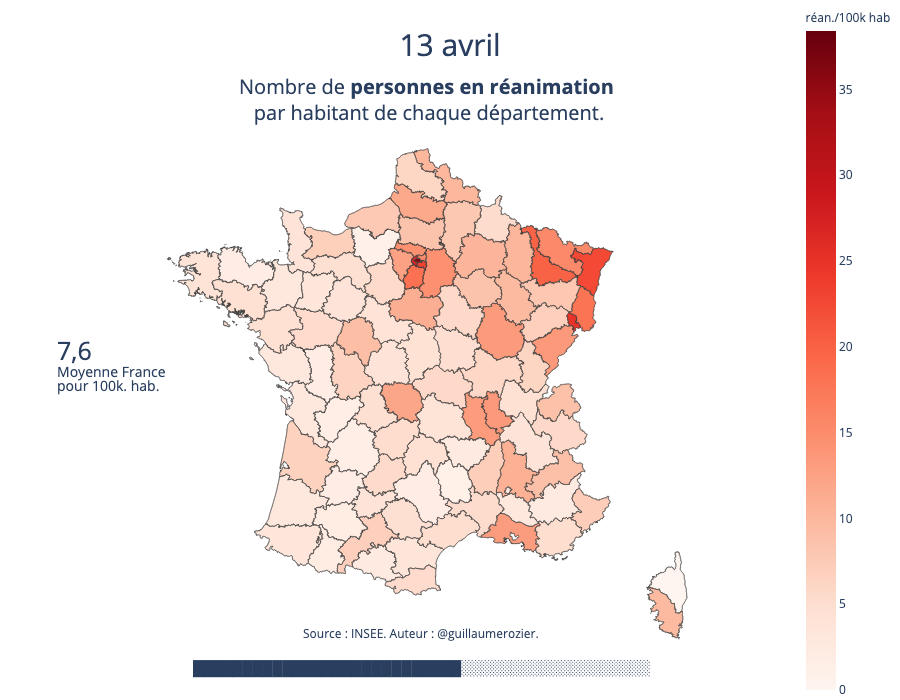 réan./100k hab
13 avril
Nombre de personnes en réanimation
par habitant de chaque département.
35
30
25
20
15
10
5
0
7,6
Moyenne France
pour 100k. hab.
Source : INSEE. Auteur : @guillaumerozier.